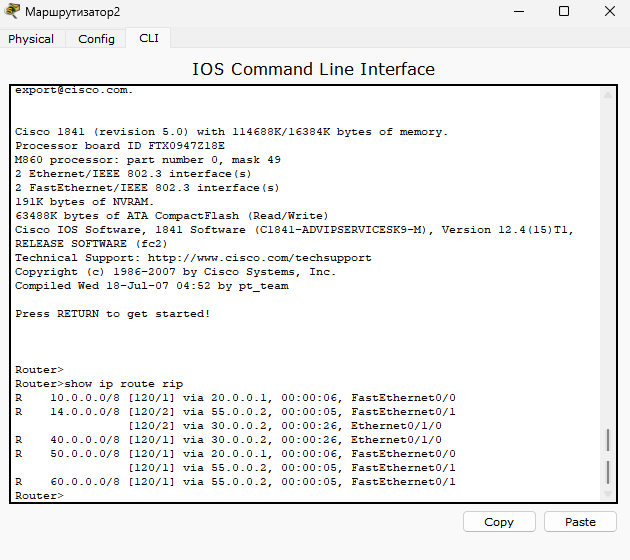 Маршрутизатор2
Physical Config CLI
IOS Command Line Interface
export@cisco.com.
Cisco 1841 (revision 5.0) with 114688K/16384K bytes of memory.
Processor board ID FTX0947Z18E
M860 processor: part number 0, mask 49
2 Ethernet/IEEE 802.3 interface(s)
2 FastEthernet/IEEE 802.3 interface(s)
191K bytes of NVRAM.
63488K bytes of ATA CompactFlash (Read/Write)
Cisco IOS Software, 1841 Software (C1841-ADVIPSERVICESK9-M), Version 12.4(15)T1,
RELEASE SOFTWARE (fc2)
Technical Support: http://www.cisco.com/techsupport
Copyright (c) 1986-2007 by Cisco Systems, Inc.
Compiled Wed 18-Jul-07 04:52 by pt_team
Press RETURN to get started!
Router>
Router>show ip route rip
R    10.0.0.0/8 [120/1] via 20.0.0.1, 00:00:06, FastEthernet0/0
R    14.0.0.0/8 [120/2] via 55.0.0.2, 00:00:05, FastEthernet0/1
                [120/2] via 30.0.0.2, 00:00:26, Ethernet0/1/0
R    40.0.0.0/8 [120/1] via 30.0.0.2, 00:00:26, Ethernet0/1/0
R    50.0.0.0/8 [120/1] via 20.0.0.1, 00:00:06, FastEthernet0/0
                [120/1] via 55.0.0.2, 00:00:05, FastEthernet0/1
R    60.0.0.0/8 [120/1] via 55.0.0.2, 00:00:05, FastEthernet0/1
Router>
Copy Paste